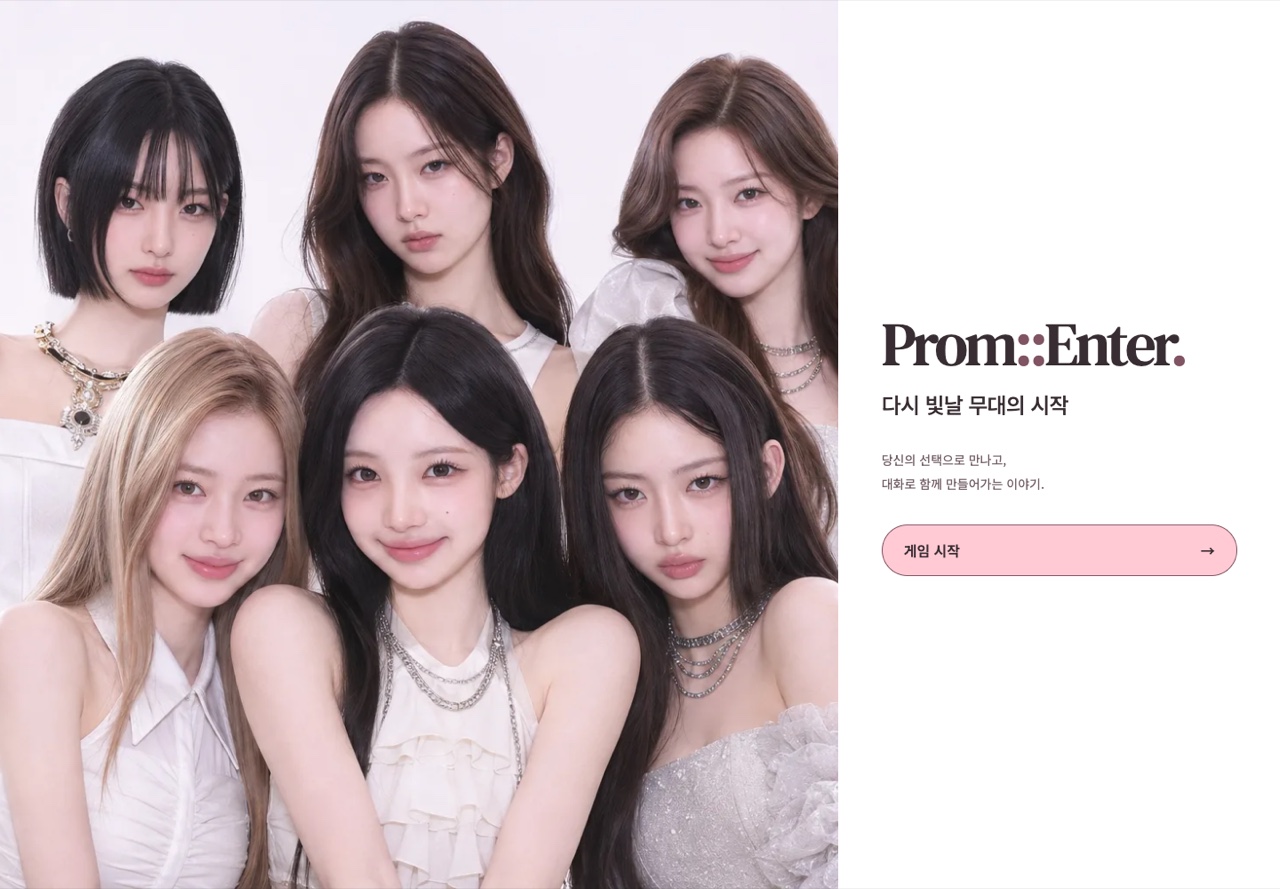 Prom::Enter.
다시 빛날 무대의 시작
당신의 선택으로 만나고,
대화로 함께 만들어가는 이야기.
게임 시작 →